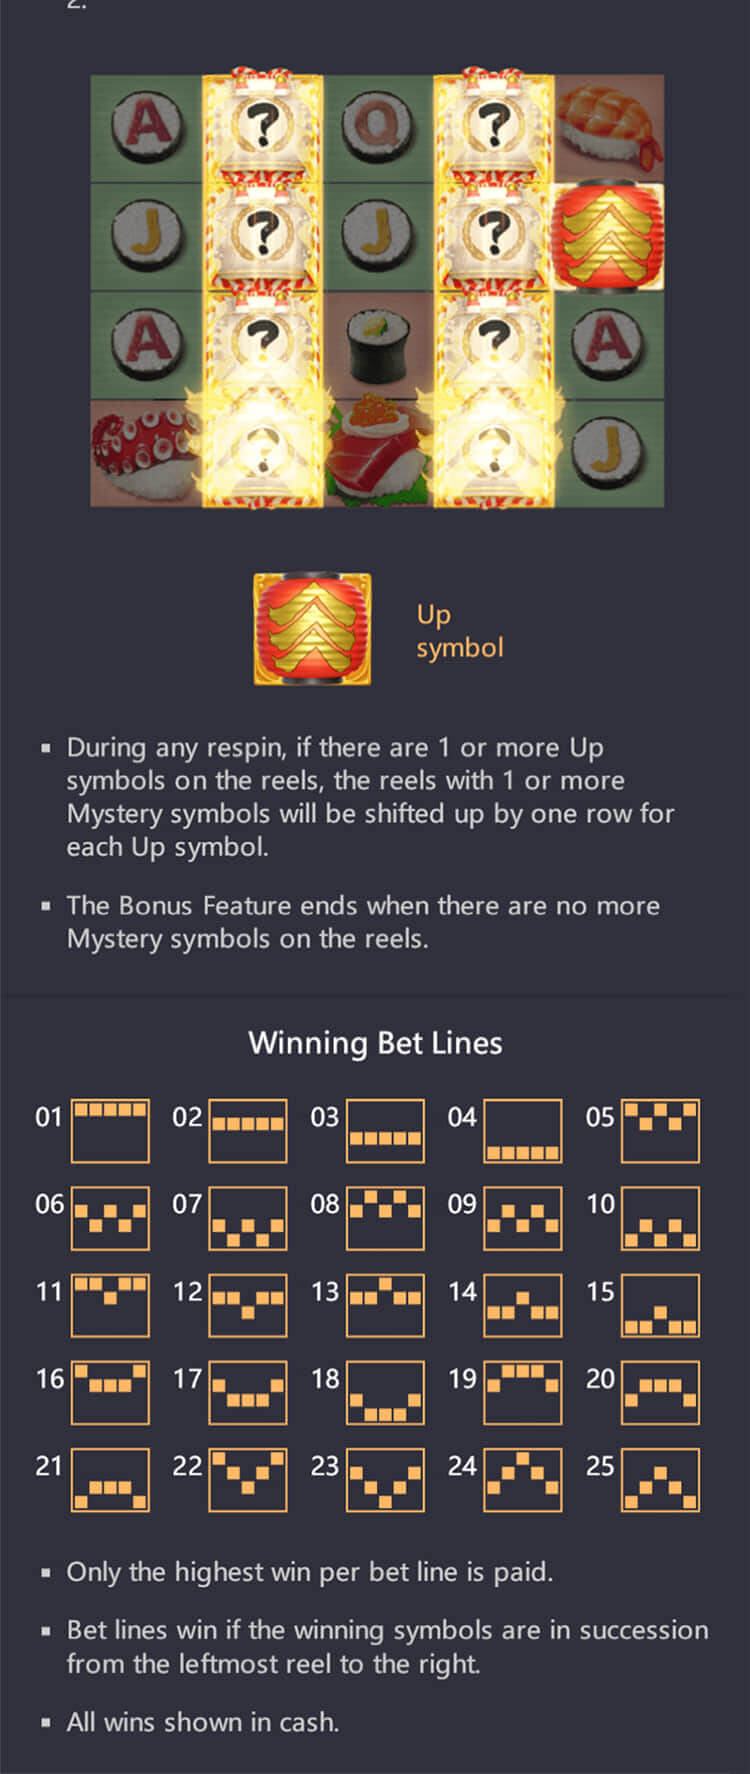 2.
A ? Q ?
J ? J ?
A ? ? A
? ? J
Up
symbol
During any respin, if there are 1 or more Up
symbols on the reels, the reels with 1 or more
Mystery symbols will be shifted up by one row for
each Up symbol.
The Bonus Feature ends when there are no more
Mystery symbols on the reels.
Winning Bet Lines
01 02 03 04 05
06 07 08 09 10
11 12 13 14 15
16 17 18 19 20
21 22 23 24 25
Only the highest win per bet line is paid.
Bet lines win if the winning symbols are in succession
from the leftmost reel to the right.
All wins shown in cash.